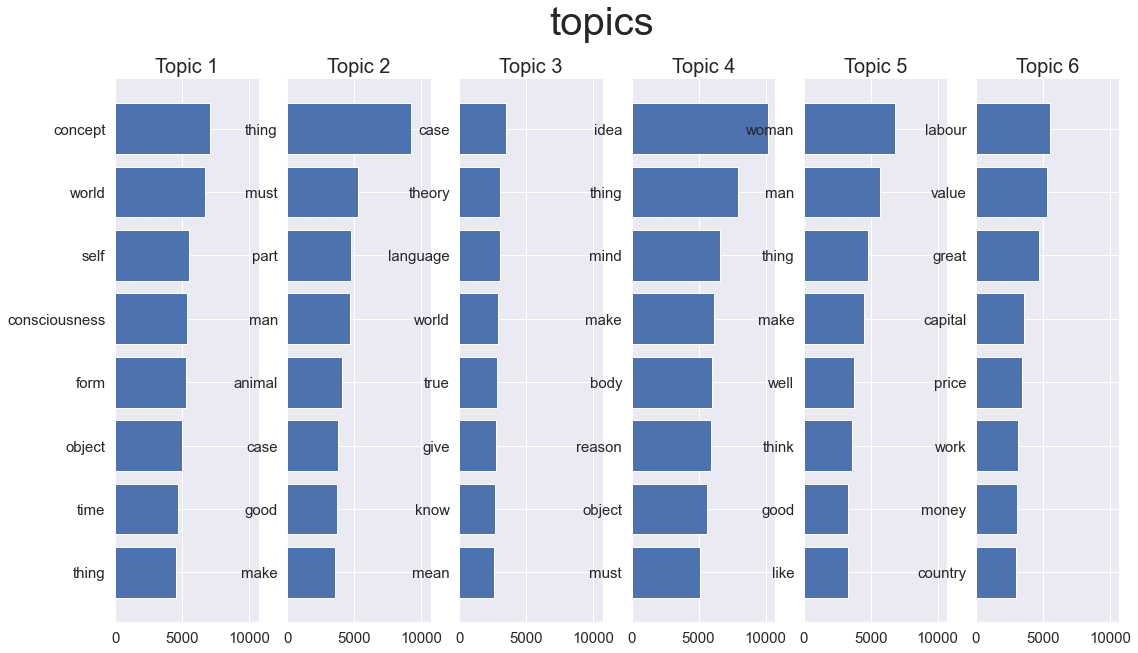 topics
Topic 1
concept
world
self
consciousness
form
object
time
thing
0 5000 10000
Topic 2
thing
must
part
man
animal
case
good
make
0 5000 10000
Topic 3
case
theory
language
world
true
give
know
mean
0 5000 10000
Topic 4
idea
thing
mind
make
body
reason
object
must
0 5000 10000
Topic 5
woman
man
thing
make
well
think
good
like
0 5000 10000
Topic 6
labour
value
great
capital
price
work
money
country
0 5000 10000